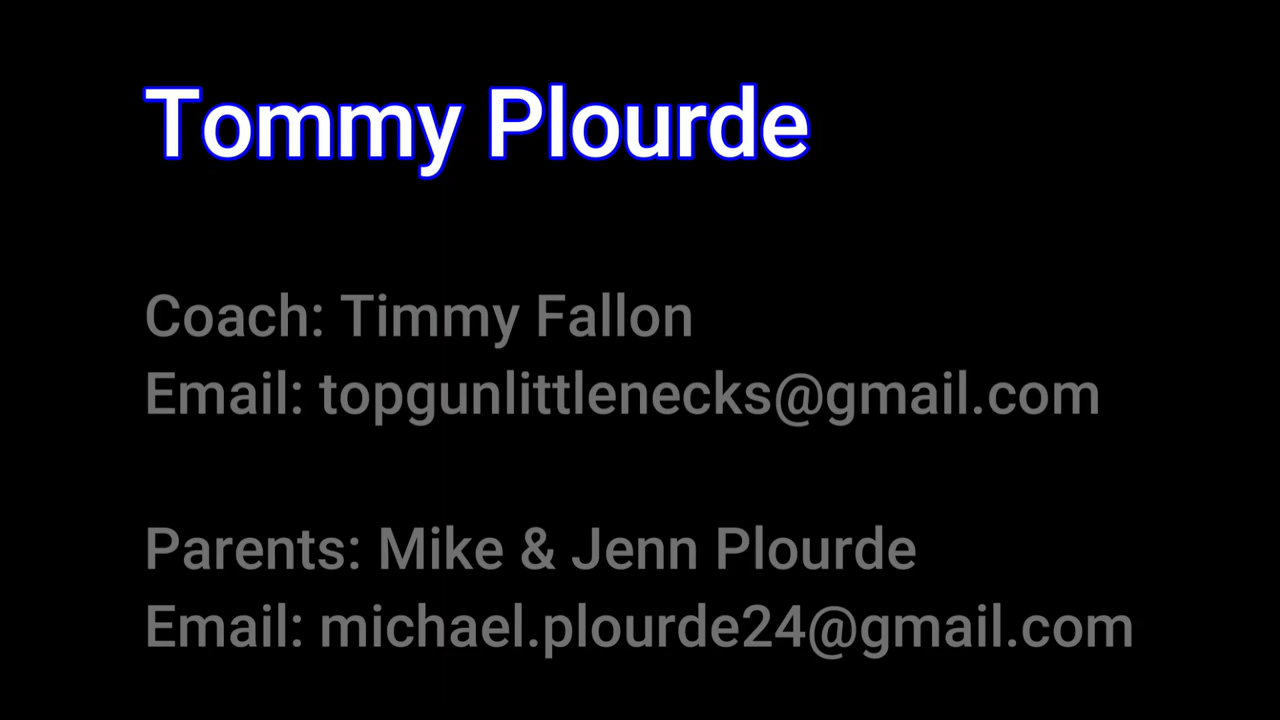 Tommy Plourde
Coach: Timmy Fallon
Email: topgunlittlenecks@gmail.com
Parents: Mike & Jenn Plourde
Email: michael.plourde24@gmail.com